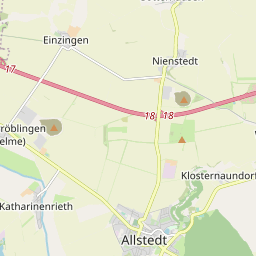 Einzingen
Nienstedt
17
18
18
röblingen
elme)
Klosternaundorf
Katharinenrieth
Allstedt